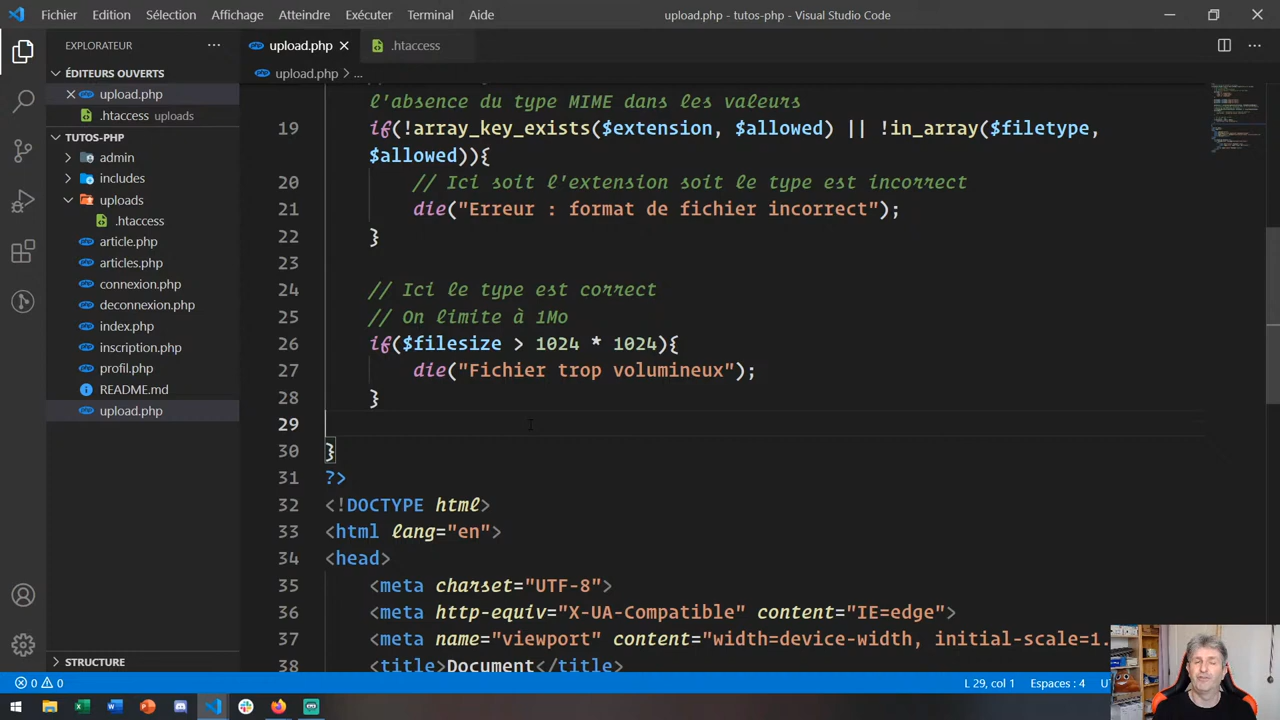 Fichier Edition Sélection Affichage Atteindre Exécuter Terminal Aide upload.php - tutos-php - Visual Studio Code
EXPLORATEUR
upload.php
.htaccess
ÉDITEURS OUVERTS
upload.php > ...
upload.php
.htaccess uploads
TUTOS-PHP
admin
includes
uploads
.htaccess
article.php
articles.php
connexion.php
deconnexion.php
index.php
inscription.php
profil.php
README.md
upload.php
STRUCTURE
l'absence du type MIME dans les valeurs
19 if(!array_key_exists($extension, $allowed) || !in_array($filetype,
$allowed)){
20 // Ici soit l'extension soit le type est incorrect
21 die("Erreur : format de fichier incorrect");
22 }
23
24 // Ici le type est correct
25 // On limite à 1Mo
26 if($filesize > 1024 * 1024){
27 die("Fichier trop volumineux");
28 }
29
30 }
31 ?>
32 <!DOCTYPE html>
33 <html lang="en">
34 <head>
35 <meta charset="UTF-8">
36 <meta http-equiv="X-UA-Compatible" content="IE=edge">
37 <meta name="viewport" content="width=device-width, initial-scale=1.
38 <title>Document</title>
0 0 L 29, col 1 Espaces : 4